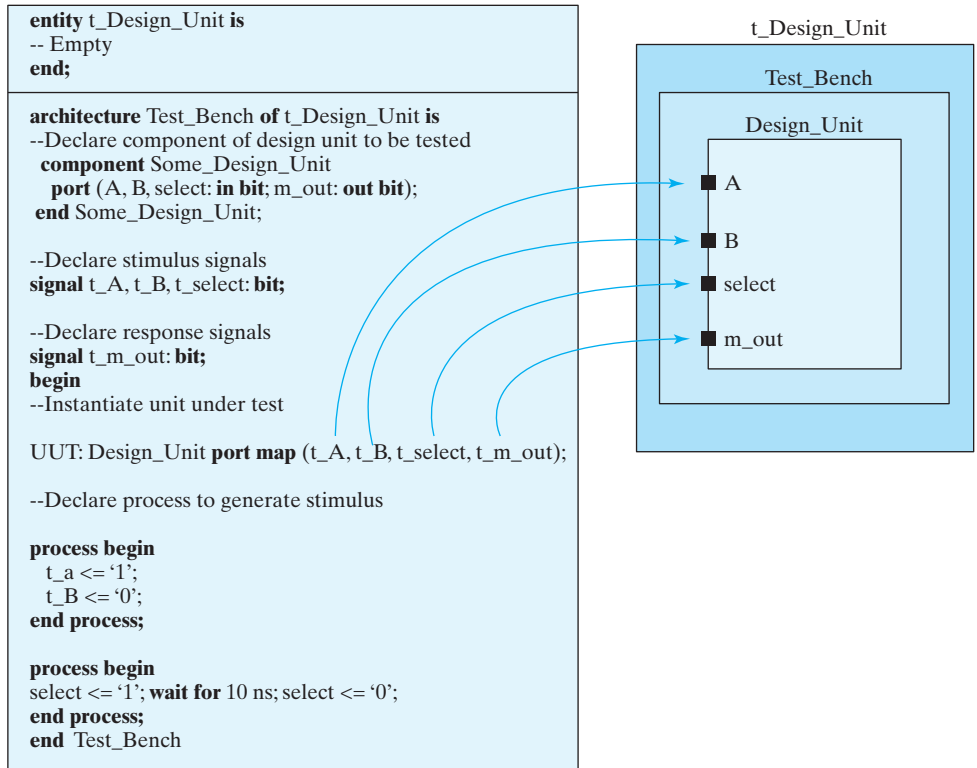 entity t_Design_Unit is
-- Empty
end;
architecture Test_Bench of t_Design_Unit is
--Declare component of design unit to be tested
component Some_Design_Unit
port (A, B, select: in bit; m_out: out bit);
end Some_Design_Unit;
--Declare stimulus signals
signal t_A, t_B, t_select: bit;
--Declare response signals
signal t_m_out: bit;
begin
--Instantiate unit under test
UUT: Design_Unit port map (t_A, t_B, t_select, t_m_out);
--Declare process to generate stimulus
process begin
t_a <= ‘1’;
t_B <= ‘0’;
end process;
process begin
select <= ‘1’; wait for 10 ns; select <= ‘0’;
end process;
end Test_Bench
t_Design_Unit
Test_Bench
Design_Unit
A
B
select
m_out